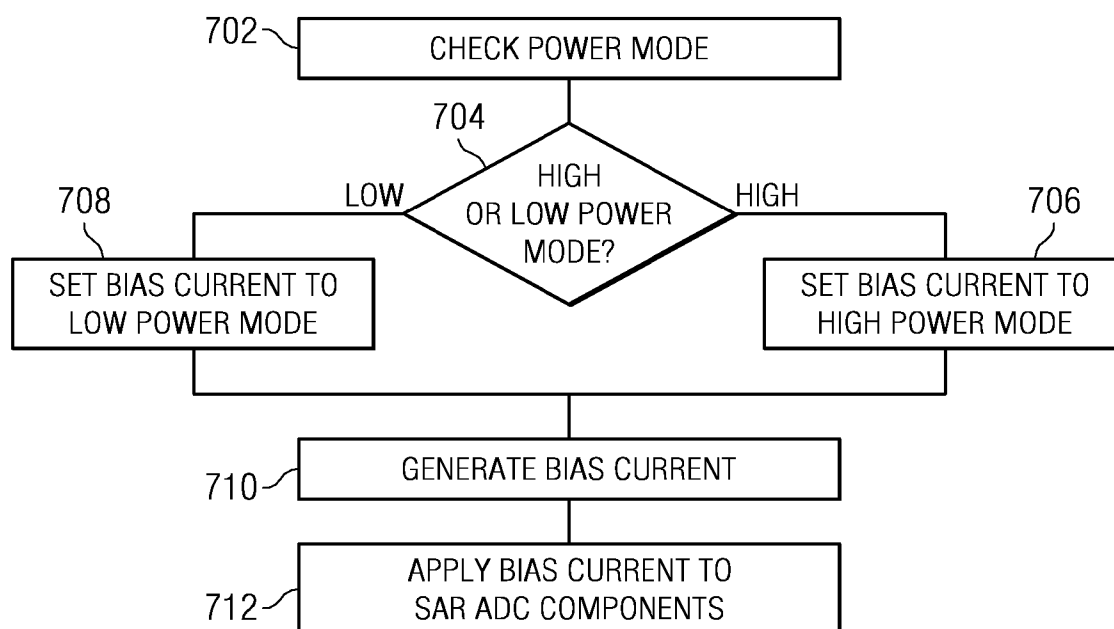 702
CHECK POWER MODE
704
HIGH
OR LOW POWER
MODE?
LOW
HIGH
708
706
SET BIAS CURRENT TO
LOW POWER MODE
SET BIAS CURRENT TO
HIGH POWER MODE
710
GENERATE BIAS CURRENT
712
APPLY BIAS CURRENT TO
SAR ADC COMPONENTS